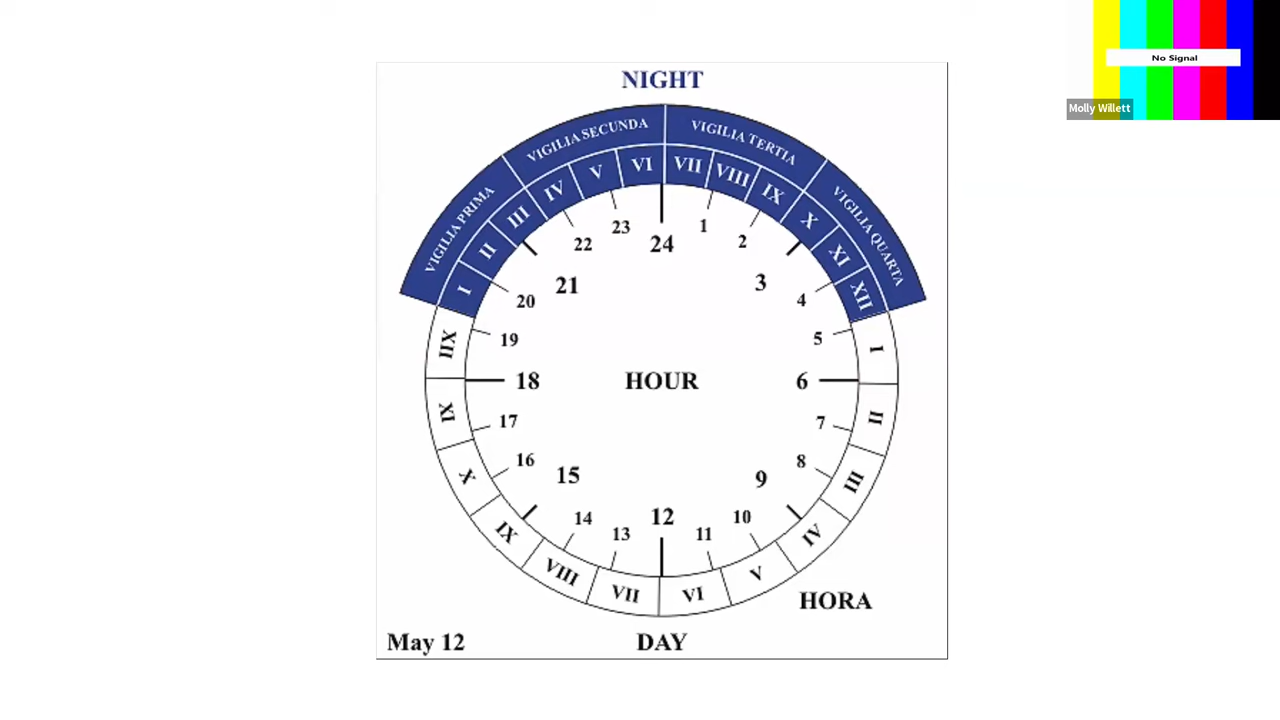 No Signal
Molly Willett
NIGHT
VIGILIA PRIMA
VIGILIA SECUNDA
VIGILIA TERTIA
VIGILIA QUARTA
I
II
III
IV
V
VI
VII
VIII
IX
X
XI
XII
I
II
III
IV
V
VI
VII
VIII
IX
X
IX
IIX
24
1
2
3
4
5
6
7
8
9
10
11
12
13
14
15
16
17
18
19
20
21
22
23
HOUR
HORA
May 12
DAY